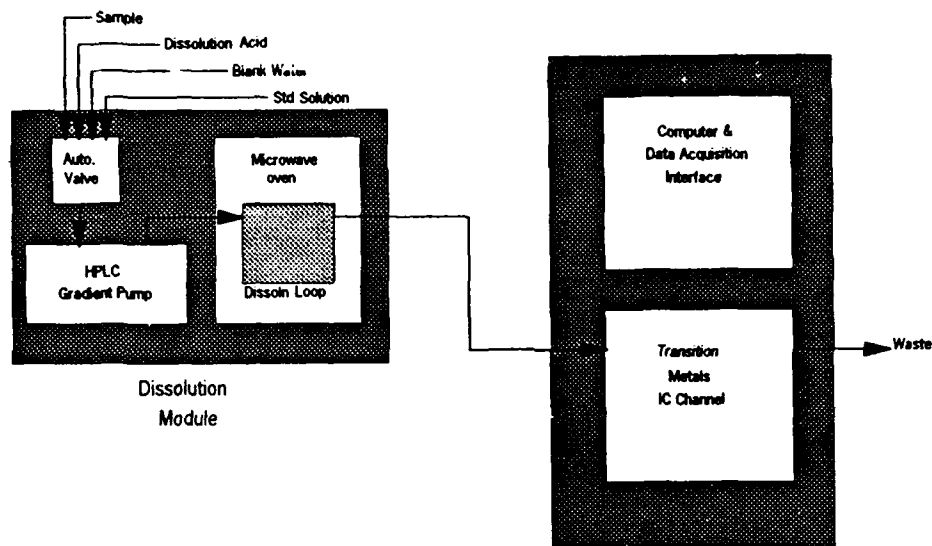 Sample
Dissolution Acid
Blank
Std Solution
Auto.
Valve
HPLC
Gradient Pump
Microwave
oven
Dissoln Loop
Dissolution
Module
Computer &
Data Acquisition
Interface
Transition
Metals
IC Channel
Waste